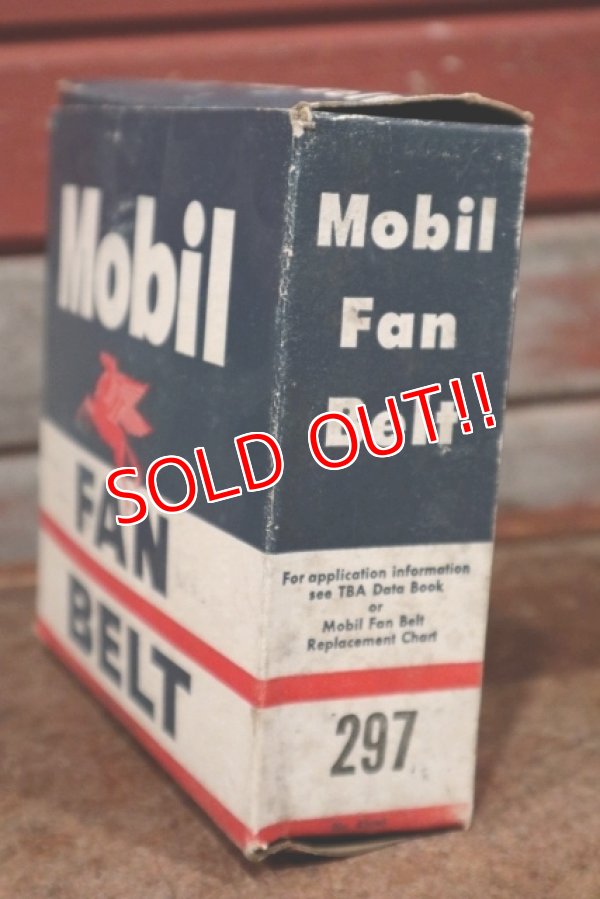 Mobil
FAN
BELT
Mobil
Fan
Belt
SOLD OUT!!
For application information
see TBA Data Book
or
Mobil Fan Belt
Replacement Chart
297